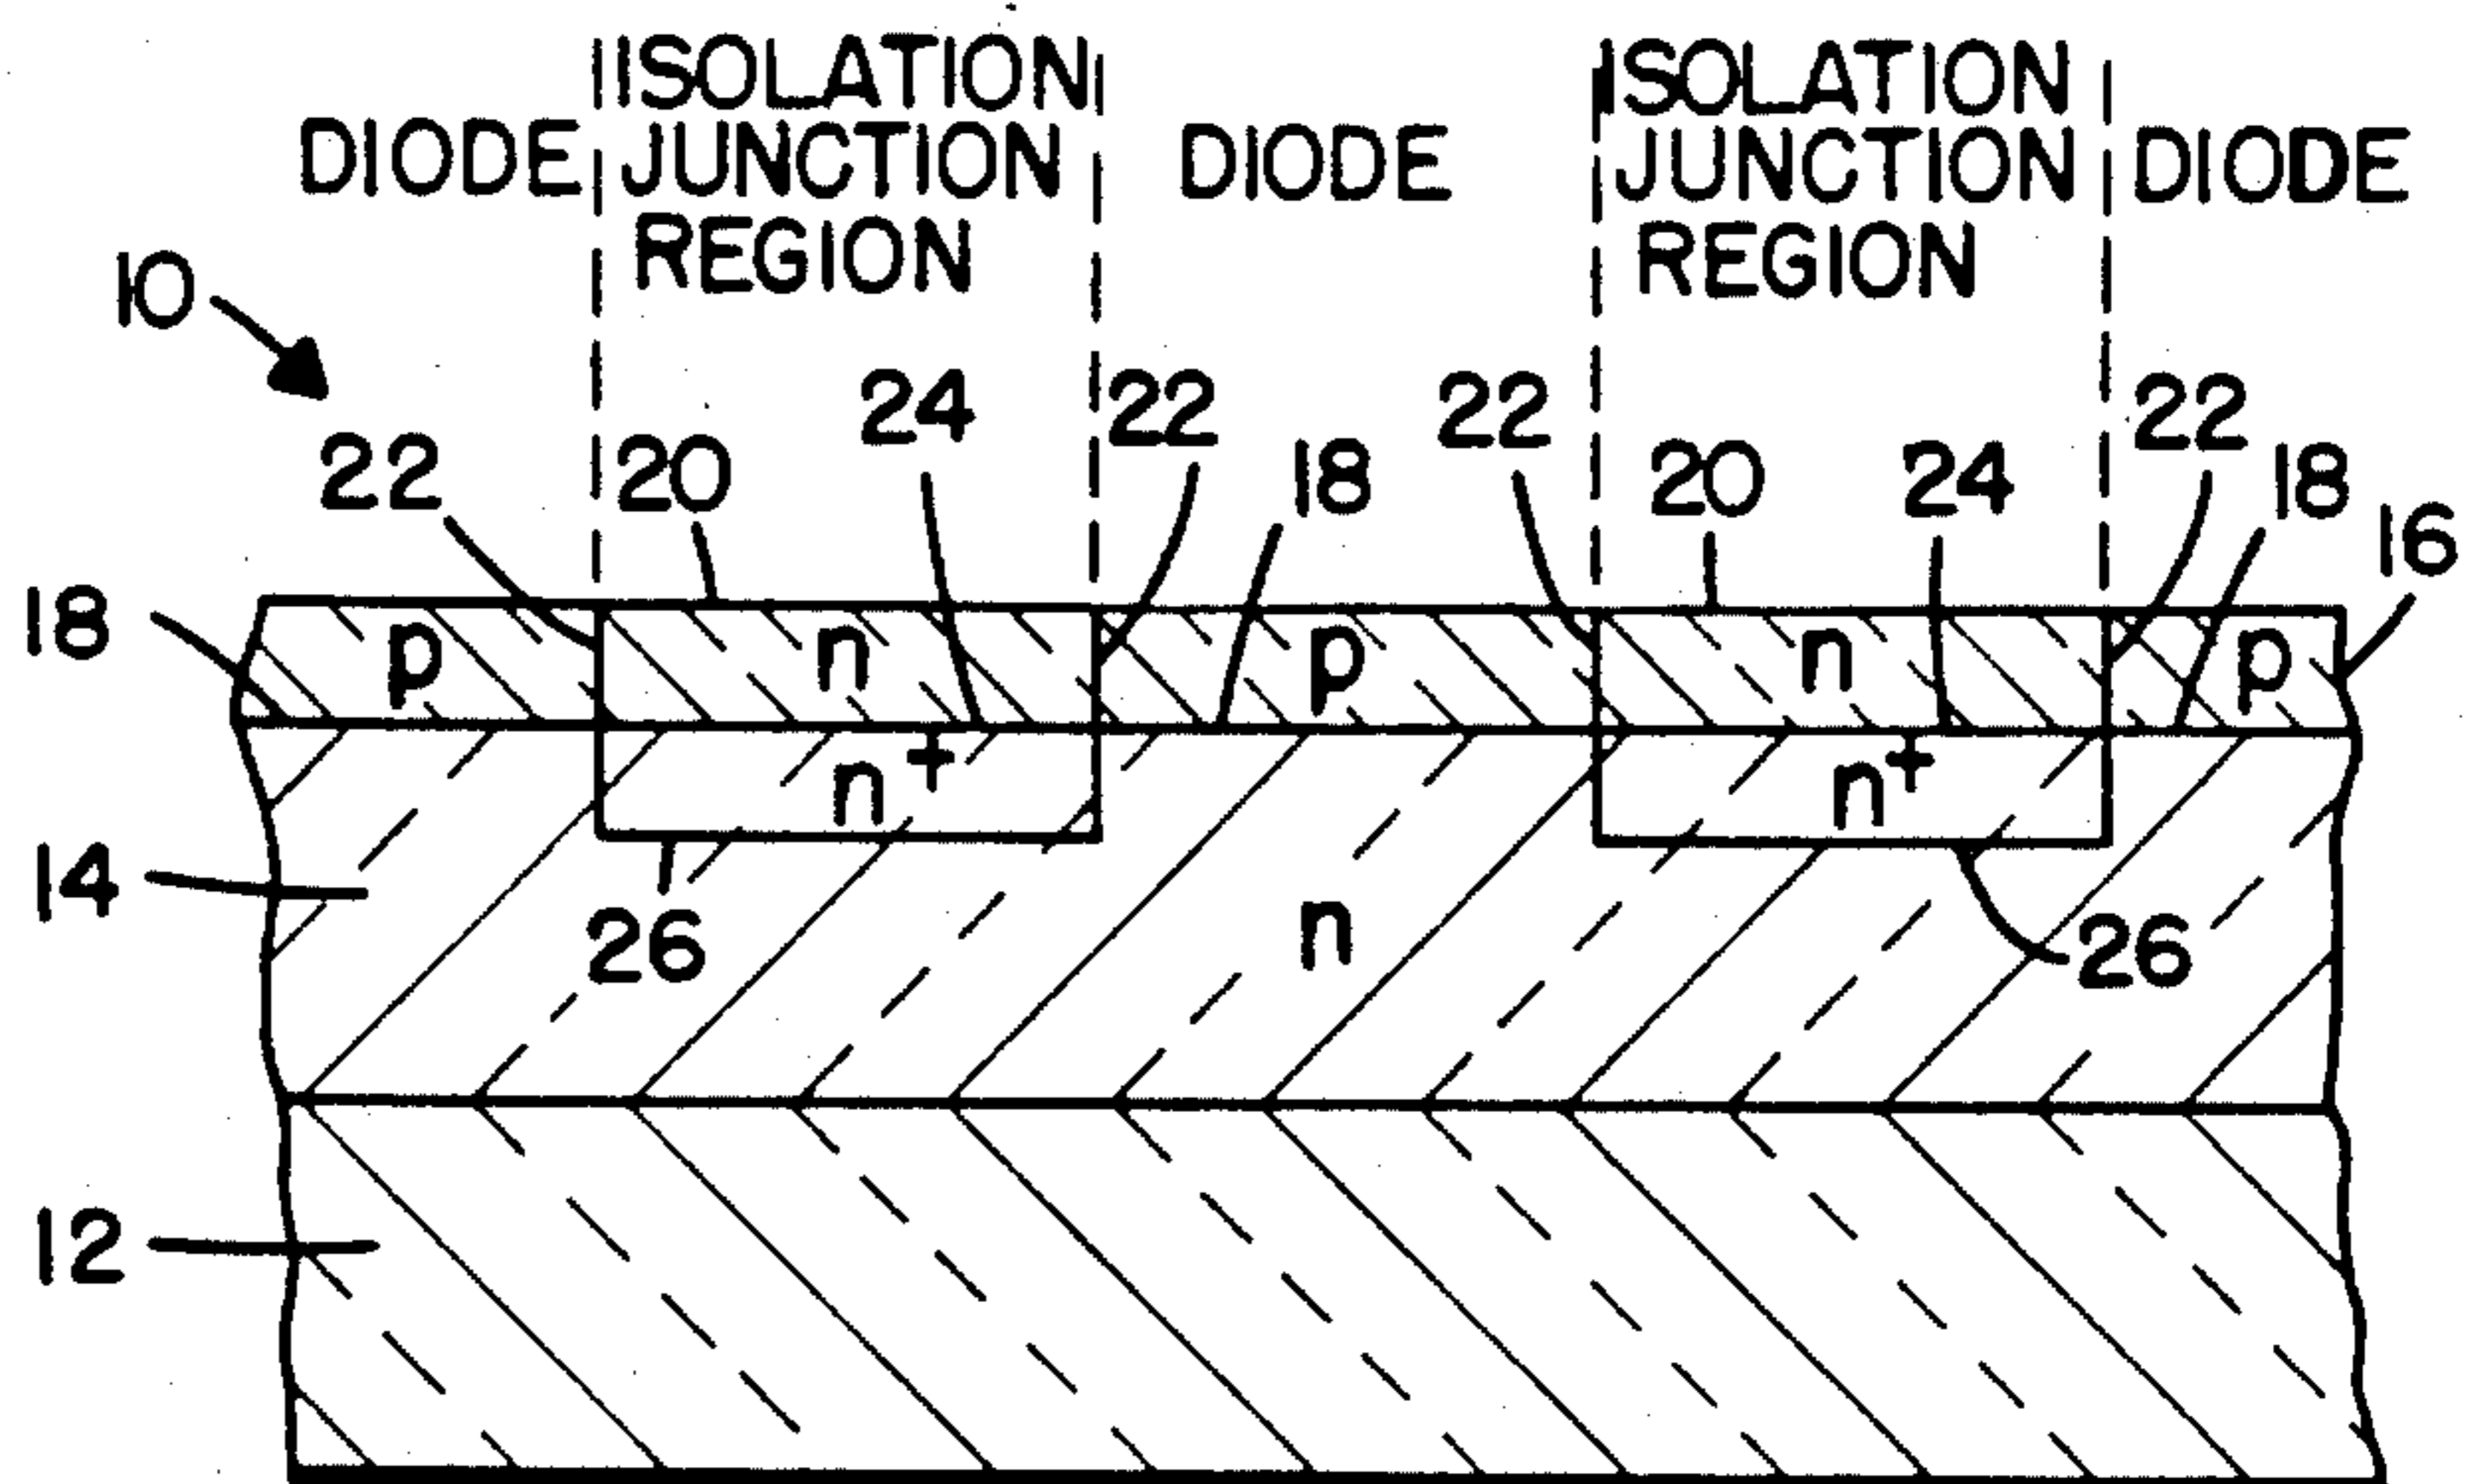 ISOLATION ISOLATION
DIODE JUNCTION DIODE JUNCTION DIODE
REGION REGION
10
24 22 22 22
22 20 18 20 24 18 16
18 p n p n p
n+ n+
14 n
26 26
12